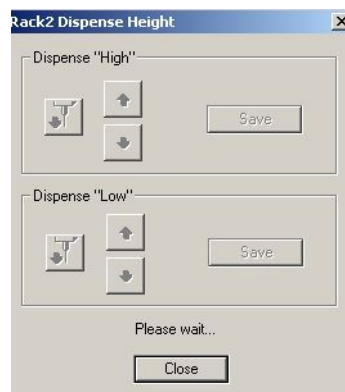 Rack2 Dispense Height
Dispense "High"
Save
Dispense "Low"
Save
Please wait...
Close